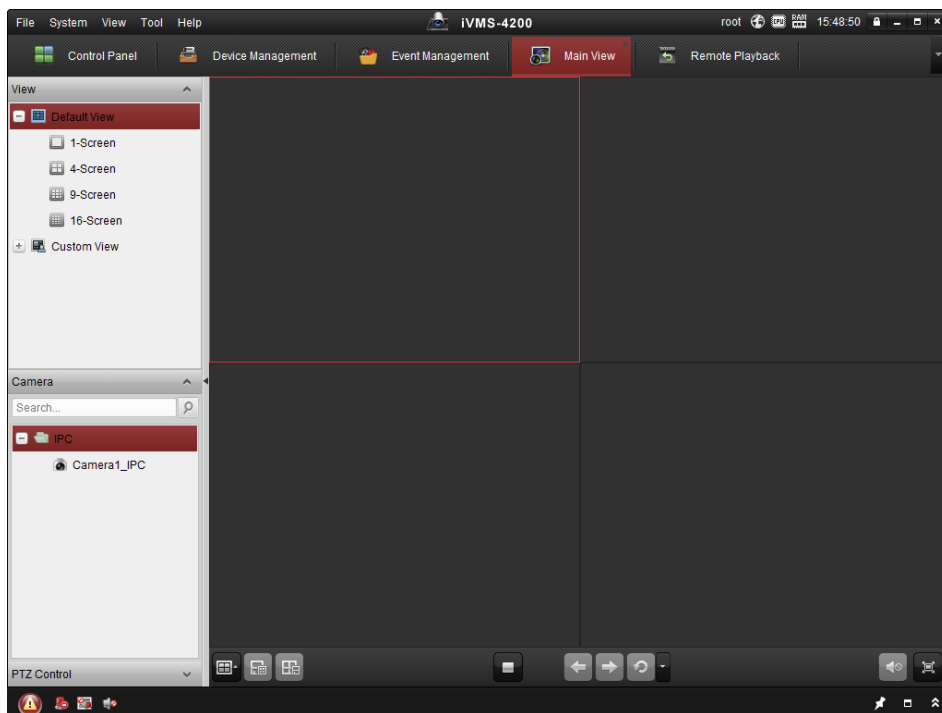 File System View Tool Help iVMS-4200 root CPU RAM 15:48:50
Control Panel Device Management Event Management Main View Remote Playback
View
Default View
1-Screen
4-Screen
9-Screen
16-Screen
Custom View
Camera
Search...
IPC
Camera1_IPC
PTZ Control